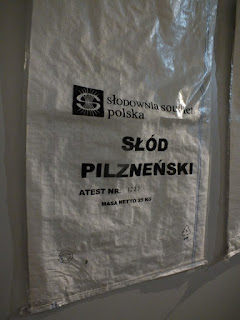 słodownia soufflet
polska
SŁÓD
PILZNEŃSKI
ATEST NR.
MASA NETTO 25 KG